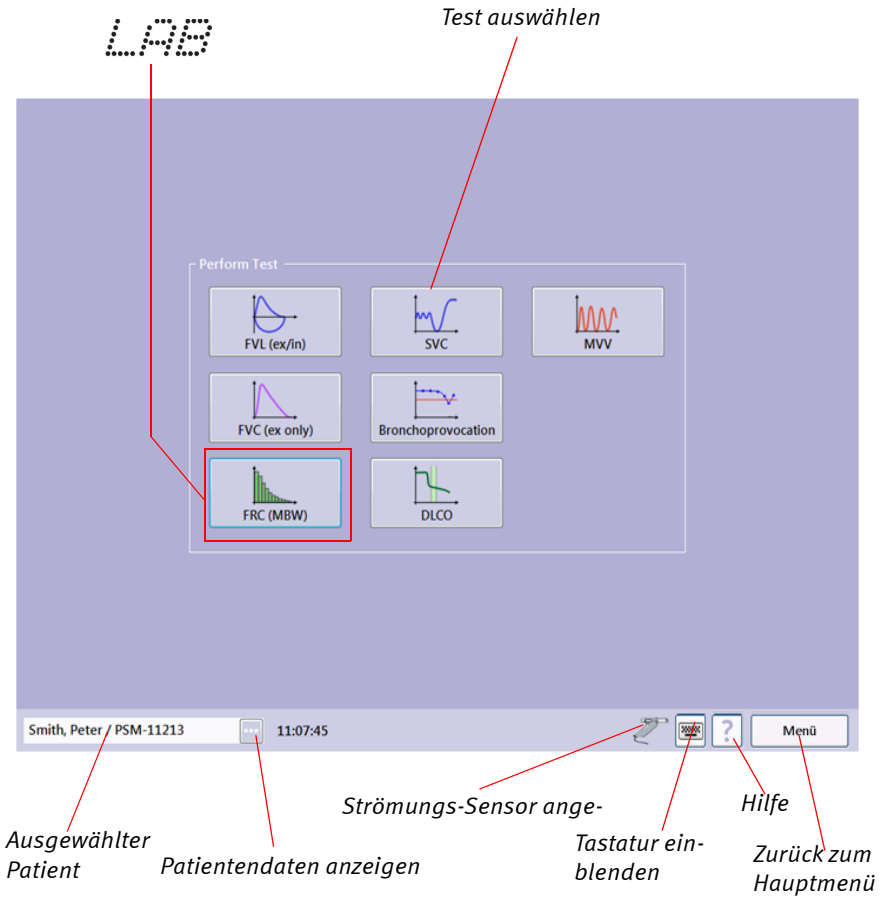 Test auswählen
LAB
Perform Test
FVL (ex/in)
SVC
MVV
FVC (ex only)
Bronchoprovocation
FRC (MBW)
DLCO
Smith, Peter / PSM-11213
...
11:07:45
?
Menü
Strömungs-Sensor ange-
Hilfe
Ausgewählter
Patient
Patientendaten anzeigen
Tastatur ein-
blenden
Zurück zum
Hauptmenü